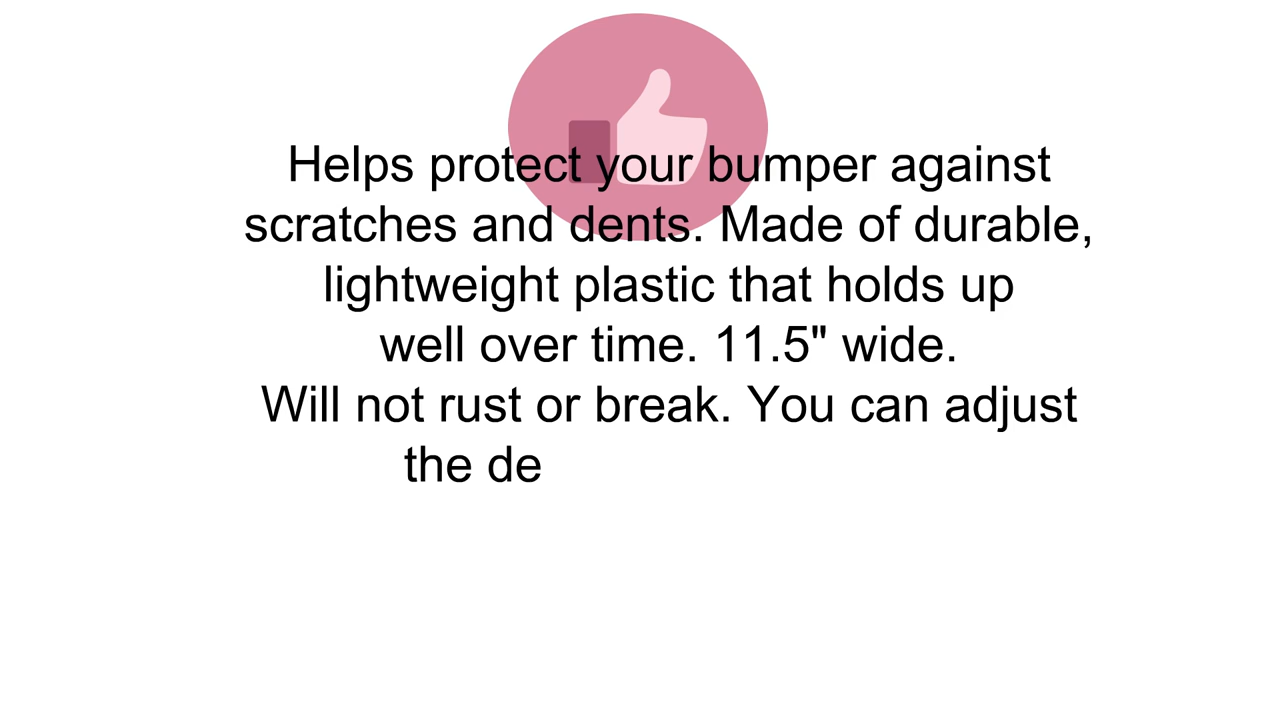 Helps protect your bumper against
scratches and dents. Made of durable,
lightweight plastic that holds up
well over time. 11.5" wide.
Will not rust or break. You can adjust
the de